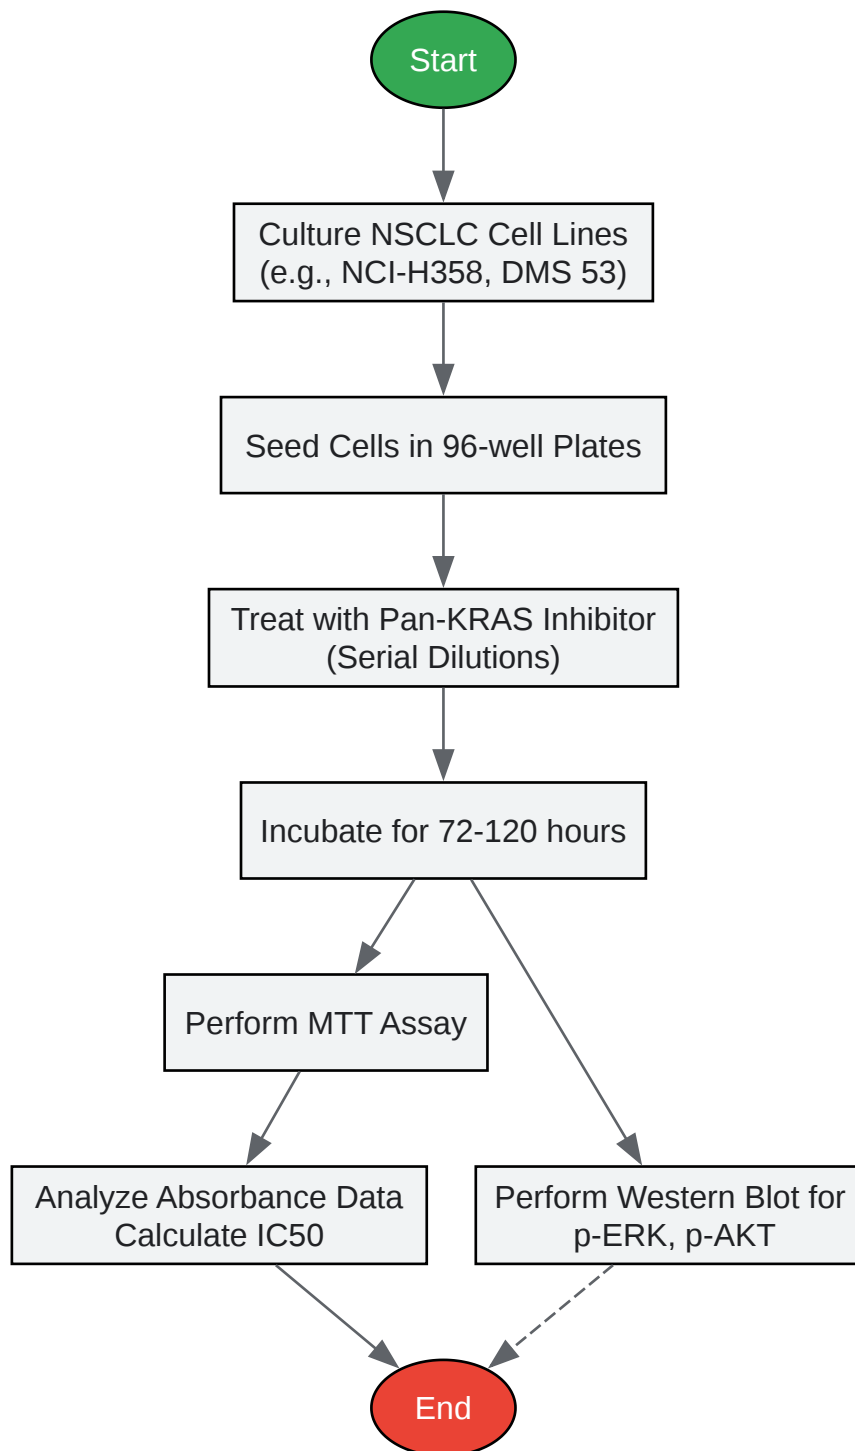 Start
Culture NSCLC Cell Lines
(e.g., NCI-H358, DMS 53)
Seed Cells in 96-well Plates
Treat with Pan-KRAS Inhibitor
(Serial Dilutions)
Incubate for 72-120 hours
Perform MTT Assay
Analyze Absorbance Data
Calculate IC50
Perform Western Blot for
p-ERK, p-AKT
End